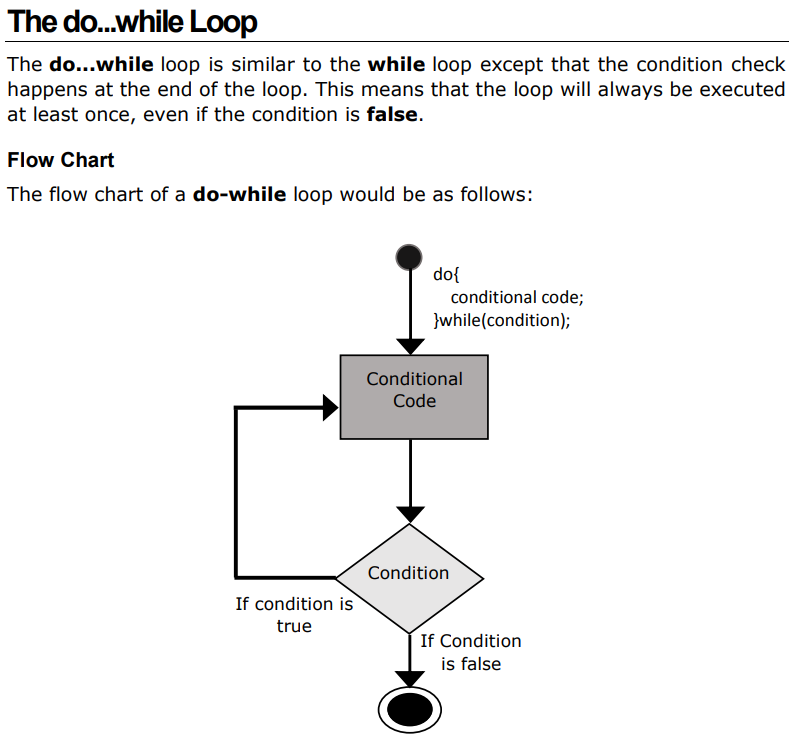 The do...while Loop
The do...while loop is similar to the while loop except that the condition check
happens at the end of the loop. This means that the loop will always be executed
at least once, even if the condition is false.
Flow Chart
The flow chart of a do-while loop would be as follows:
do{
conditional code;
}while(condition);
Conditional
Code
Condition
If condition is
true
If Condition
is false